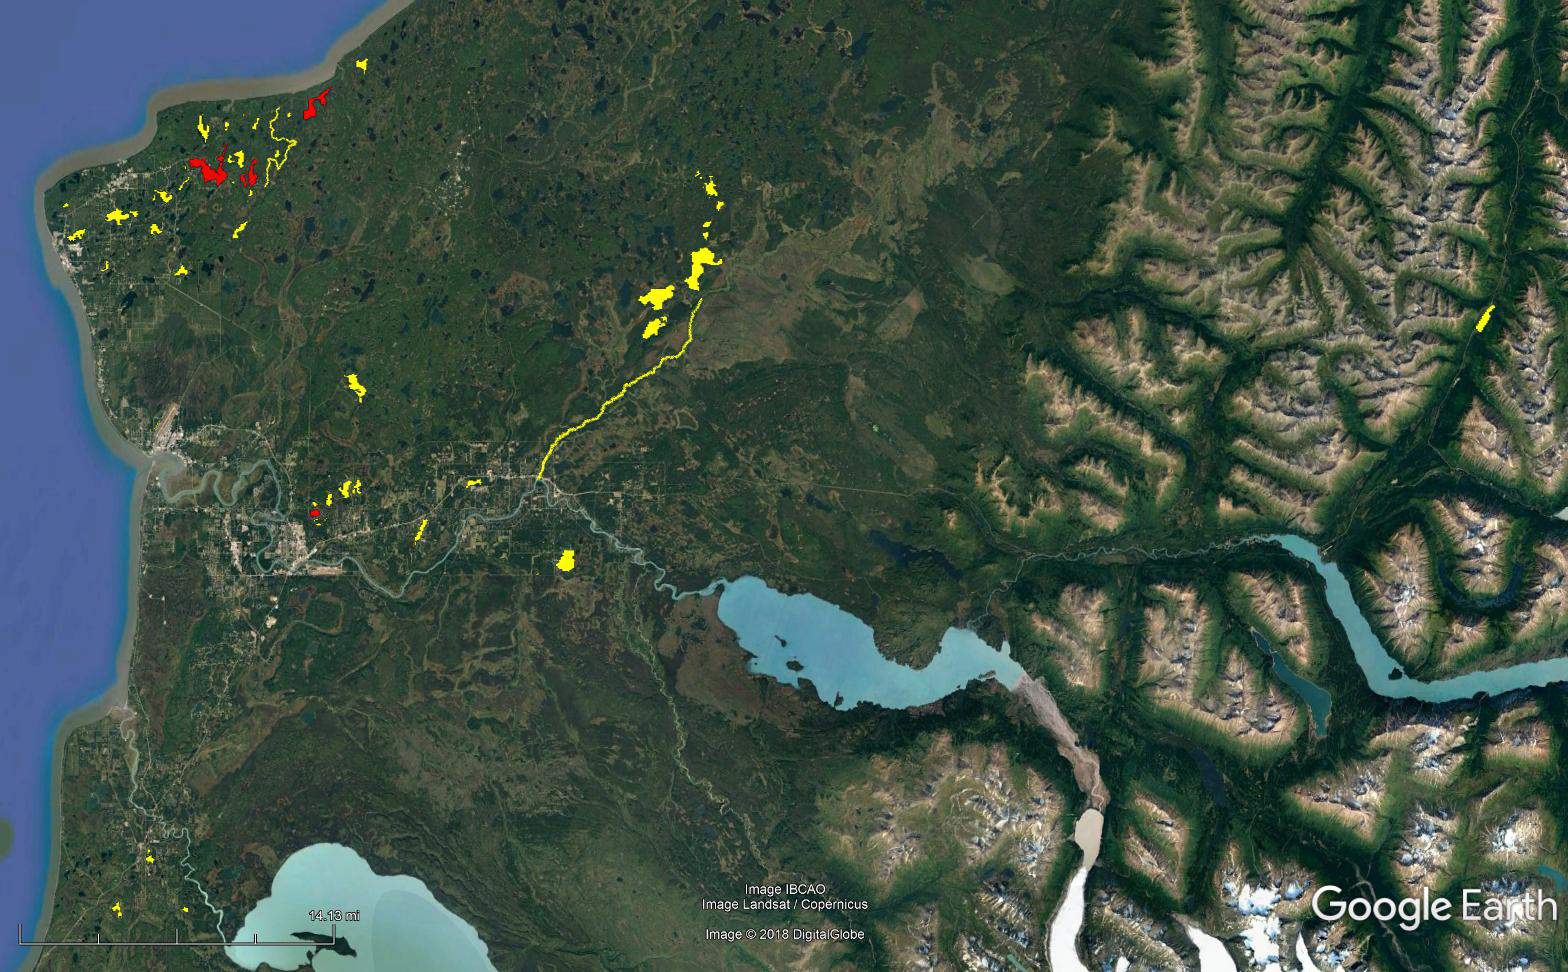 Image IBCAO
Image Landsat / Copernicus
Image © 2018 DigitalGlobe
14.13 mi
Google Earth